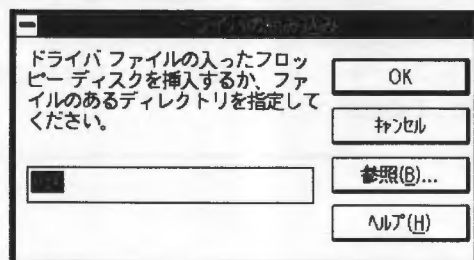 ドライバ ファイルの入ったフロッ
ピー ディスクを挿入するか、ファ
イルのあるディレクトリを指定して
ください。
OK
キャンセル
参照(B)...
ヘルプ(H)